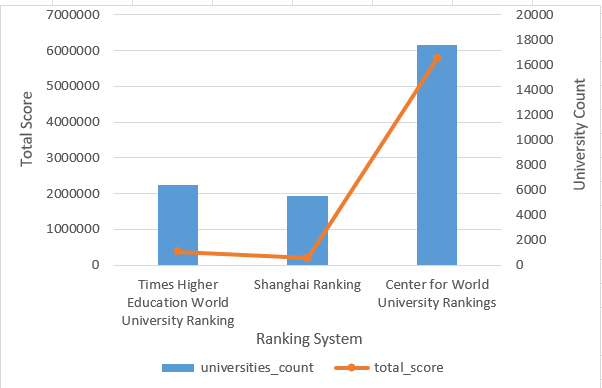 7000000
6000000
5000000
4000000
3000000
2000000
1000000
0
Total Score
20000
18000
16000
14000
12000
10000
8000
6000
4000
2000
0
University Count
Times Higher
Education World
University Ranking
Shanghai Ranking
Center for World
University Rankings
Ranking System
universities_count
total_score